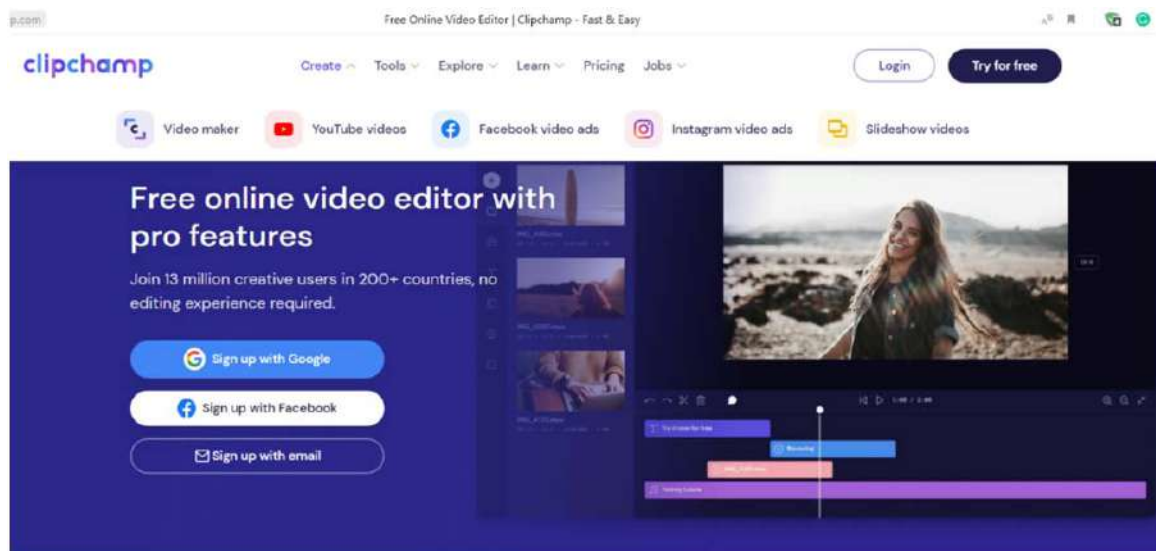 p.com
Free Online Video Editor | Clipchamp - Fast & Easy
clipchamp
Create
Tools
Explore
Learn
Pricing
Jobs
Login
Try for free
Video maker
YouTube videos
Facebook video ads
Instagram video ads
Slideshow videos
Free online video editor with
pro features
Join 13 million creative users in 200+ countries, no
editing experience required.
Sign up with Google
Sign up with Facebook
Sign up with email